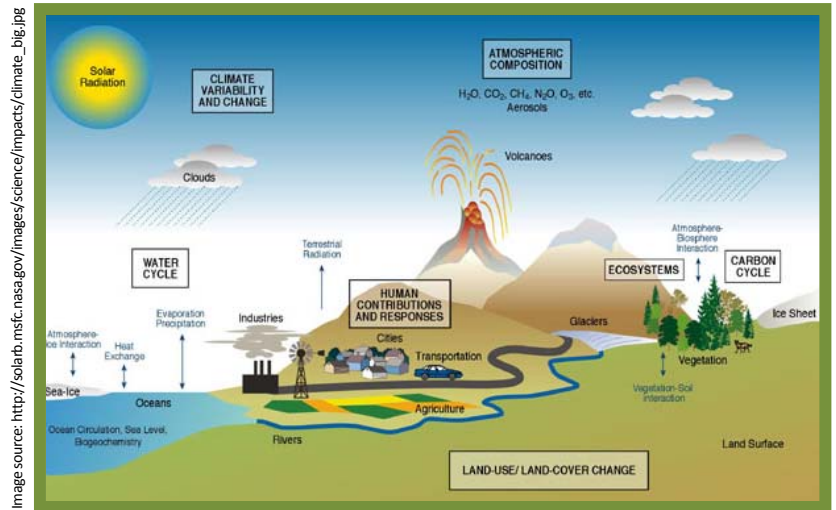 Image source: http://solarb.msfc.nasa.gov/images/science/impacts/climate_big.jpg
Solar
Radiation
CLIMATE
VARIABILITY
AND CHANGE
ATMOSPHERIC
COMPOSITION
H₂O, CO₂, CH₄, N₂O, O₃, etc.
Aerosols
Volcanoes
Clouds
WATER
CYCLE
Terrestrial
Radiation
Atmosphere-
Biosphere
Interaction
ECOSYSTEMS
CARBON
CYCLE
HUMAN
CONTRIBUTIONS
AND RESPONSES
Evaporation
Precipitation
Industries
Glaciers
Ice Sheet
Atmosphere-
Ice Interaction
Heat
Exchange
Cities
Transportation
Vegetation
Sea-Ice
Oceans
Agriculture
Vegetation-Soil
Interaction
Ocean Circulation, Sea Level,
Biogeochemistry
Rivers
Land Surface
LAND-USE/ LAND-COVER CHANGE